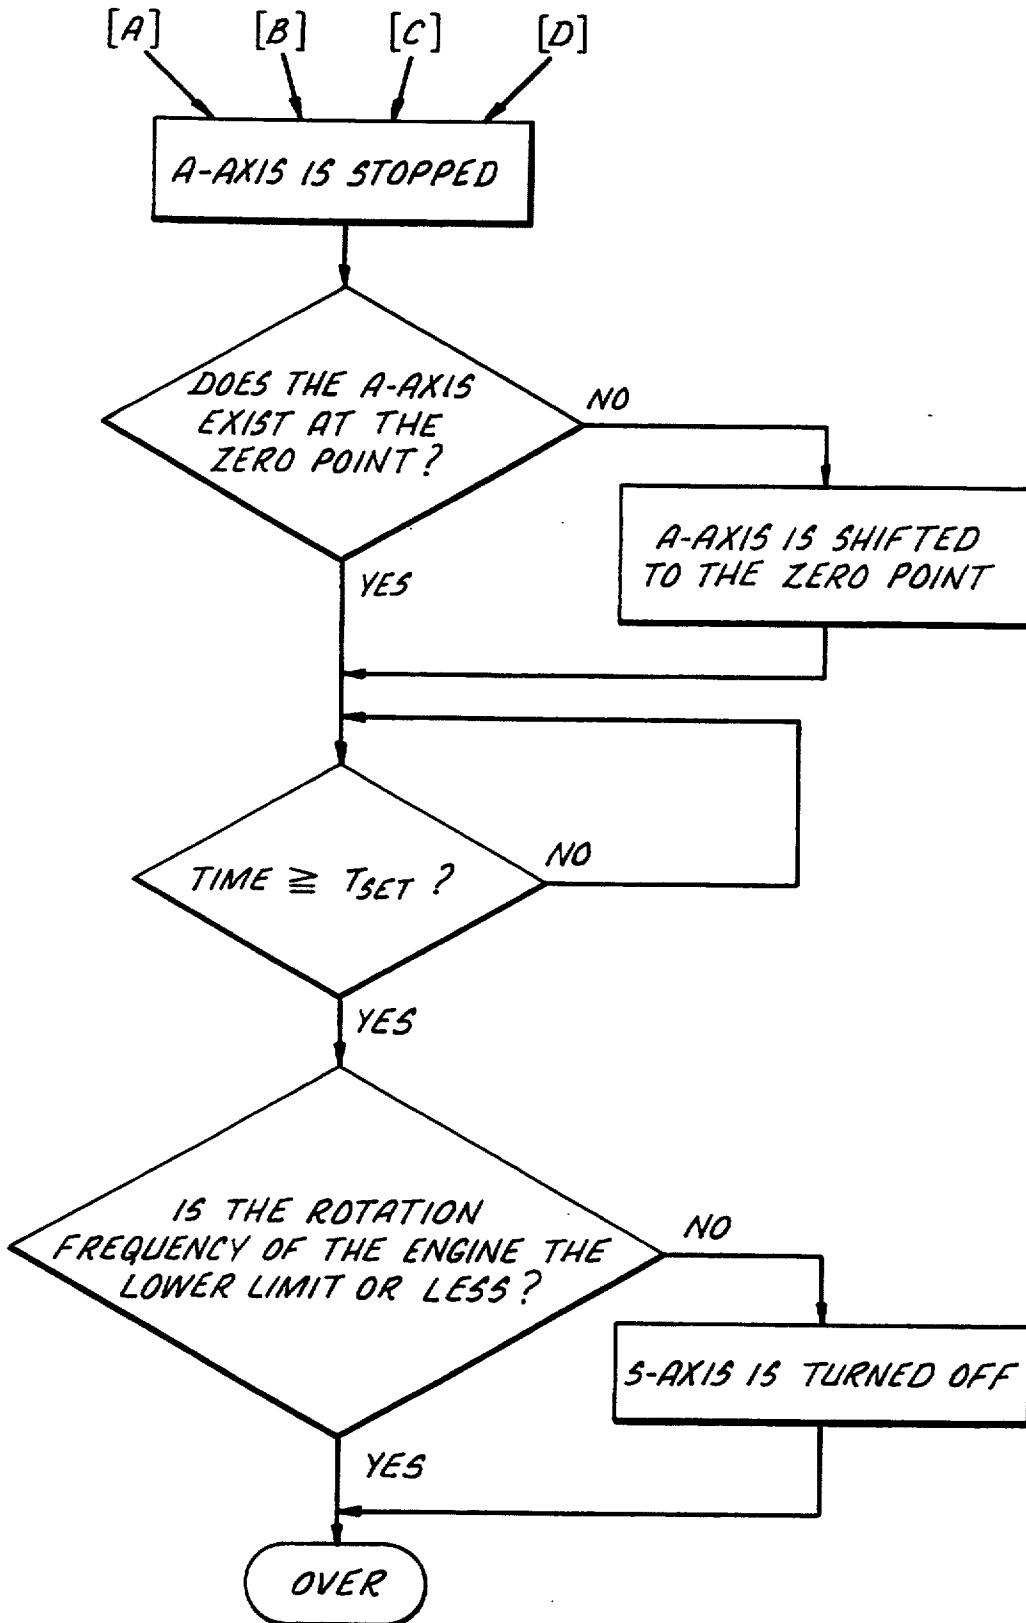 [A] [B] [C] [D]
A-AXIS IS STOPPED
DOES THE A-AXIS
EXIST AT THE
ZERO POINT?
NO
A-AXIS IS SHIFTED
TO THE ZERO POINT
YES
TIME ≧ TSET ?
NO
YES
IS THE ROTATION
FREQUENCY OF THE ENGINE THE
LOWER LIMIT OR LESS?
NO
S-AXIS IS TURNED OFF
YES
OVER